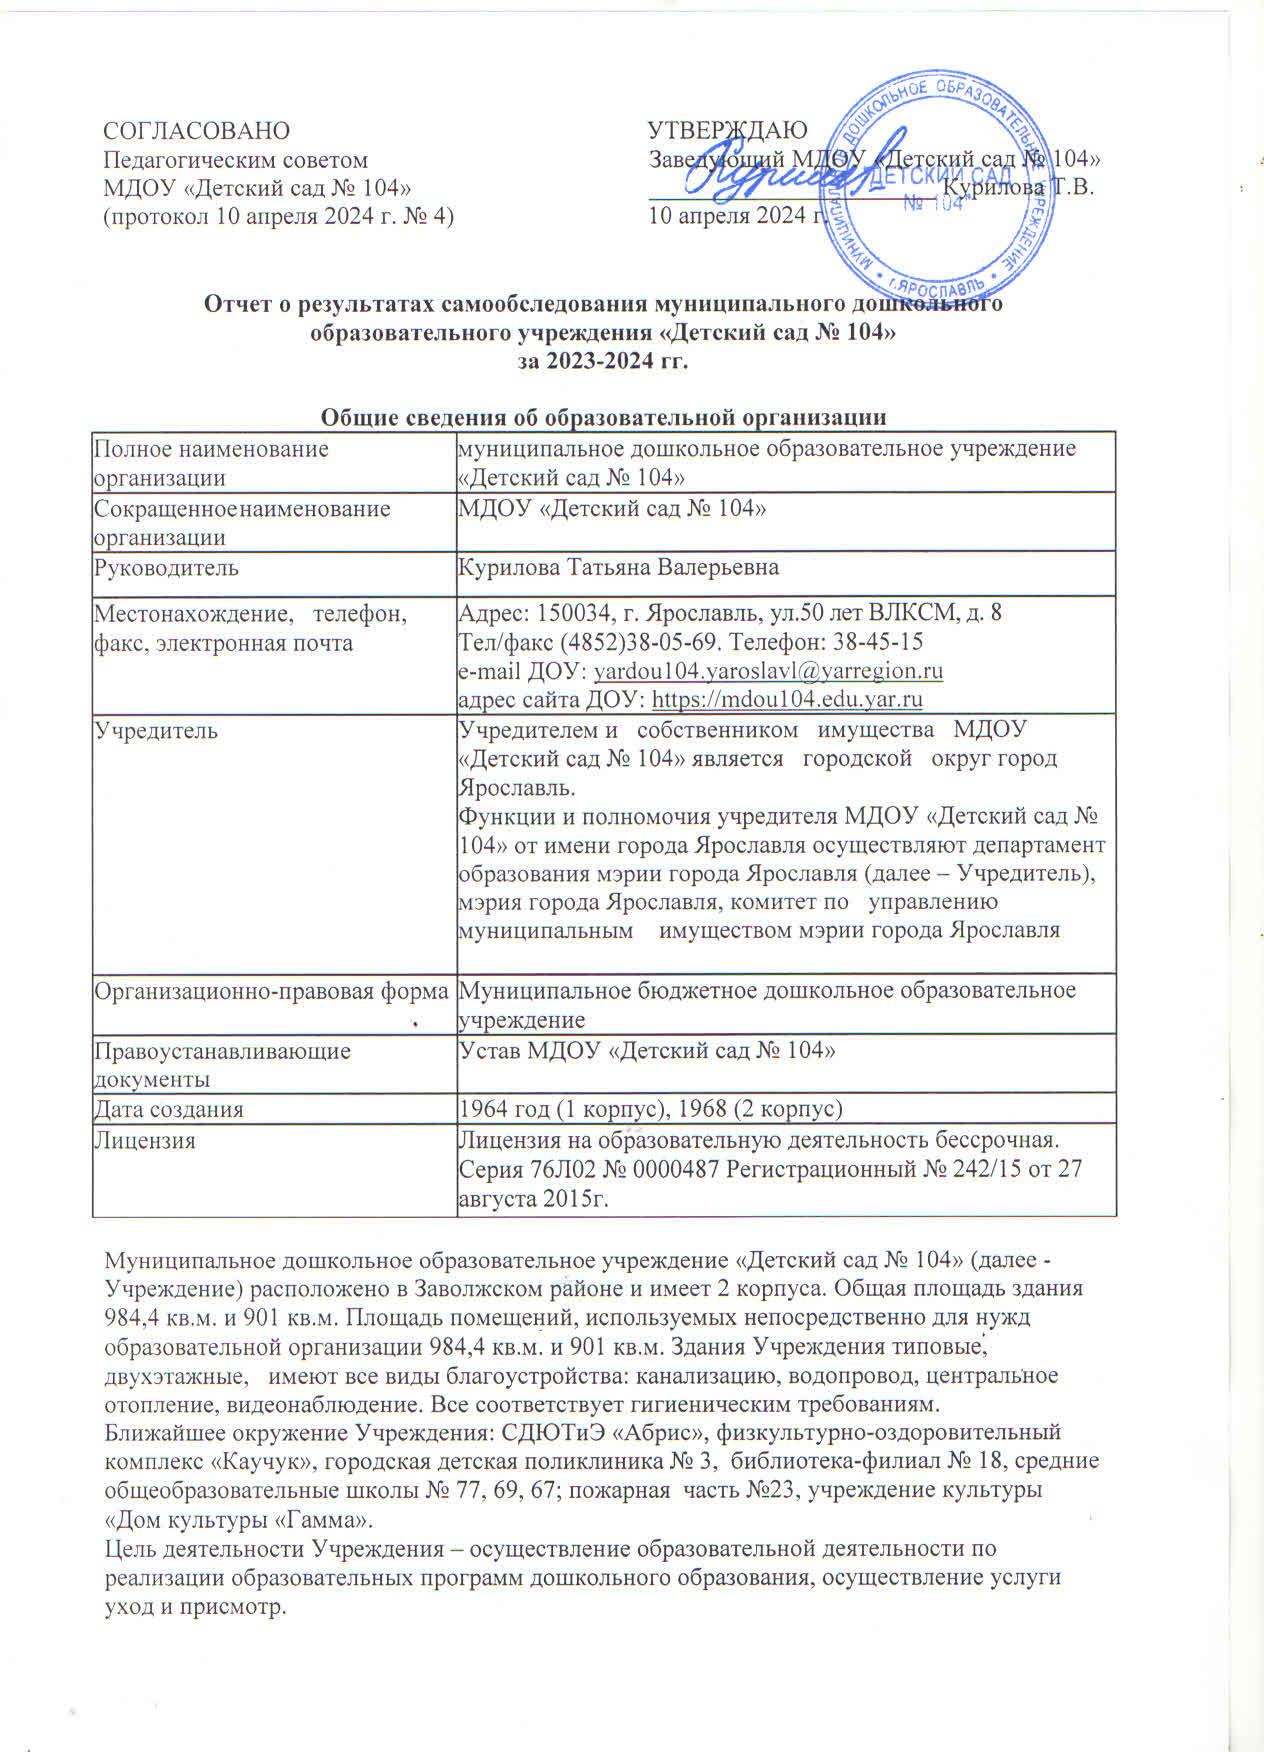 СОГЛАСОВАНО
Педагогическим советом
МДОУ «Детский сад № 104»
(протокол 10 апреля 2024 г. № 4)
УТВЕРЖДАЮ
Заведующий МДОУ «Детский сад № 104»
Курилова Т.В.
10 апреля 2024 г.
МУНИЦИПАЛЬНОЕ ДОШКОЛЬНОЕ ОБРАЗОВАТЕЛЬНОЕ УЧРЕЖДЕНИЕ
г.ЯРОСЛАВЛЬ
"ДЕТСКИЙ САД
№ 104"
Отчет о результатах самообследования муниципального дошкольного
образовательного учреждения «Детский сад № 104»
за 2023-2024 гг.
Общие сведения об образовательной организации
Полное наименование
организации
муниципальное дошкольное образовательное учреждение
«Детский сад № 104»
Сокращенное наименование
организации
МДОУ «Детский сад № 104»
Руководитель
Курилова Татьяна Валерьевна
Местонахождение, телефон,
факс, электронная почта
Адрес: 150034, г. Ярославль, ул.50 лет ВЛКСМ, д. 8
Тел/факс (4852)38-05-69. Телефон: 38-45-15
e-mail ДОУ: yardou104.yaroslavl@yarregion.ru
адрес сайта ДОУ: https://mdou104.edu.yar.ru
Учредитель
Учредителем и собственником имущества МДОУ
«Детский сад № 104» является городской округ город
Ярославль.
Функции и полномочия учредителя МДОУ «Детский сад №
104» от имени города Ярославля осуществляют департамент
образования мэрии города Ярославля (далее – Учредитель),
мэрия города Ярославля, комитет по управлению
муниципальным имуществом мэрии города Ярославля
Организационно-правовая форма
Муниципальное бюджетное дошкольное образовательное
учреждение
Правоустанавливающие
документы
Устав МДОУ «Детский сад № 104»
Дата создания
1964 год (1 корпус), 1968 (2 корпус)
Лицензия
Лицензия на образовательную деятельность бессрочная.
Серия 76Л02 № 0000487 Регистрационный № 242/15 от 27
августа 2015г.
Муниципальное дошкольное образовательное учреждение «Детский сад № 104» (далее -
Учреждение) расположено в Заволжском районе и имеет 2 корпуса. Общая площадь здания
984,4 кв.м. и 901 кв.м. Площадь помещений, используемых непосредственно для нужд
образовательной организации 984,4 кв.м. и 901 кв.м. Здания Учреждения типовые,
двухэтажные, имеют все виды благоустройства: канализацию, водопровод, центральное
отопление, видеонаблюдение. Все соответствует гигиеническим требованиям.
Ближайшее окружение Учреждения: СДЮТиЭ «Абрис», физкультурно-оздоровительный
комплекс «Каучук», городская детская поликлиника № 3, библиотека-филиал № 18, средние
общеобразовательные школы № 77, 69, 67; пожарная часть №23, учреждение культуры
«Дом культуры «Гамма».
Цель деятельности Учреждения – осуществление образовательной деятельности по
реализации образовательных программ дошкольного образования, осуществление услуги
уход и присмотр.